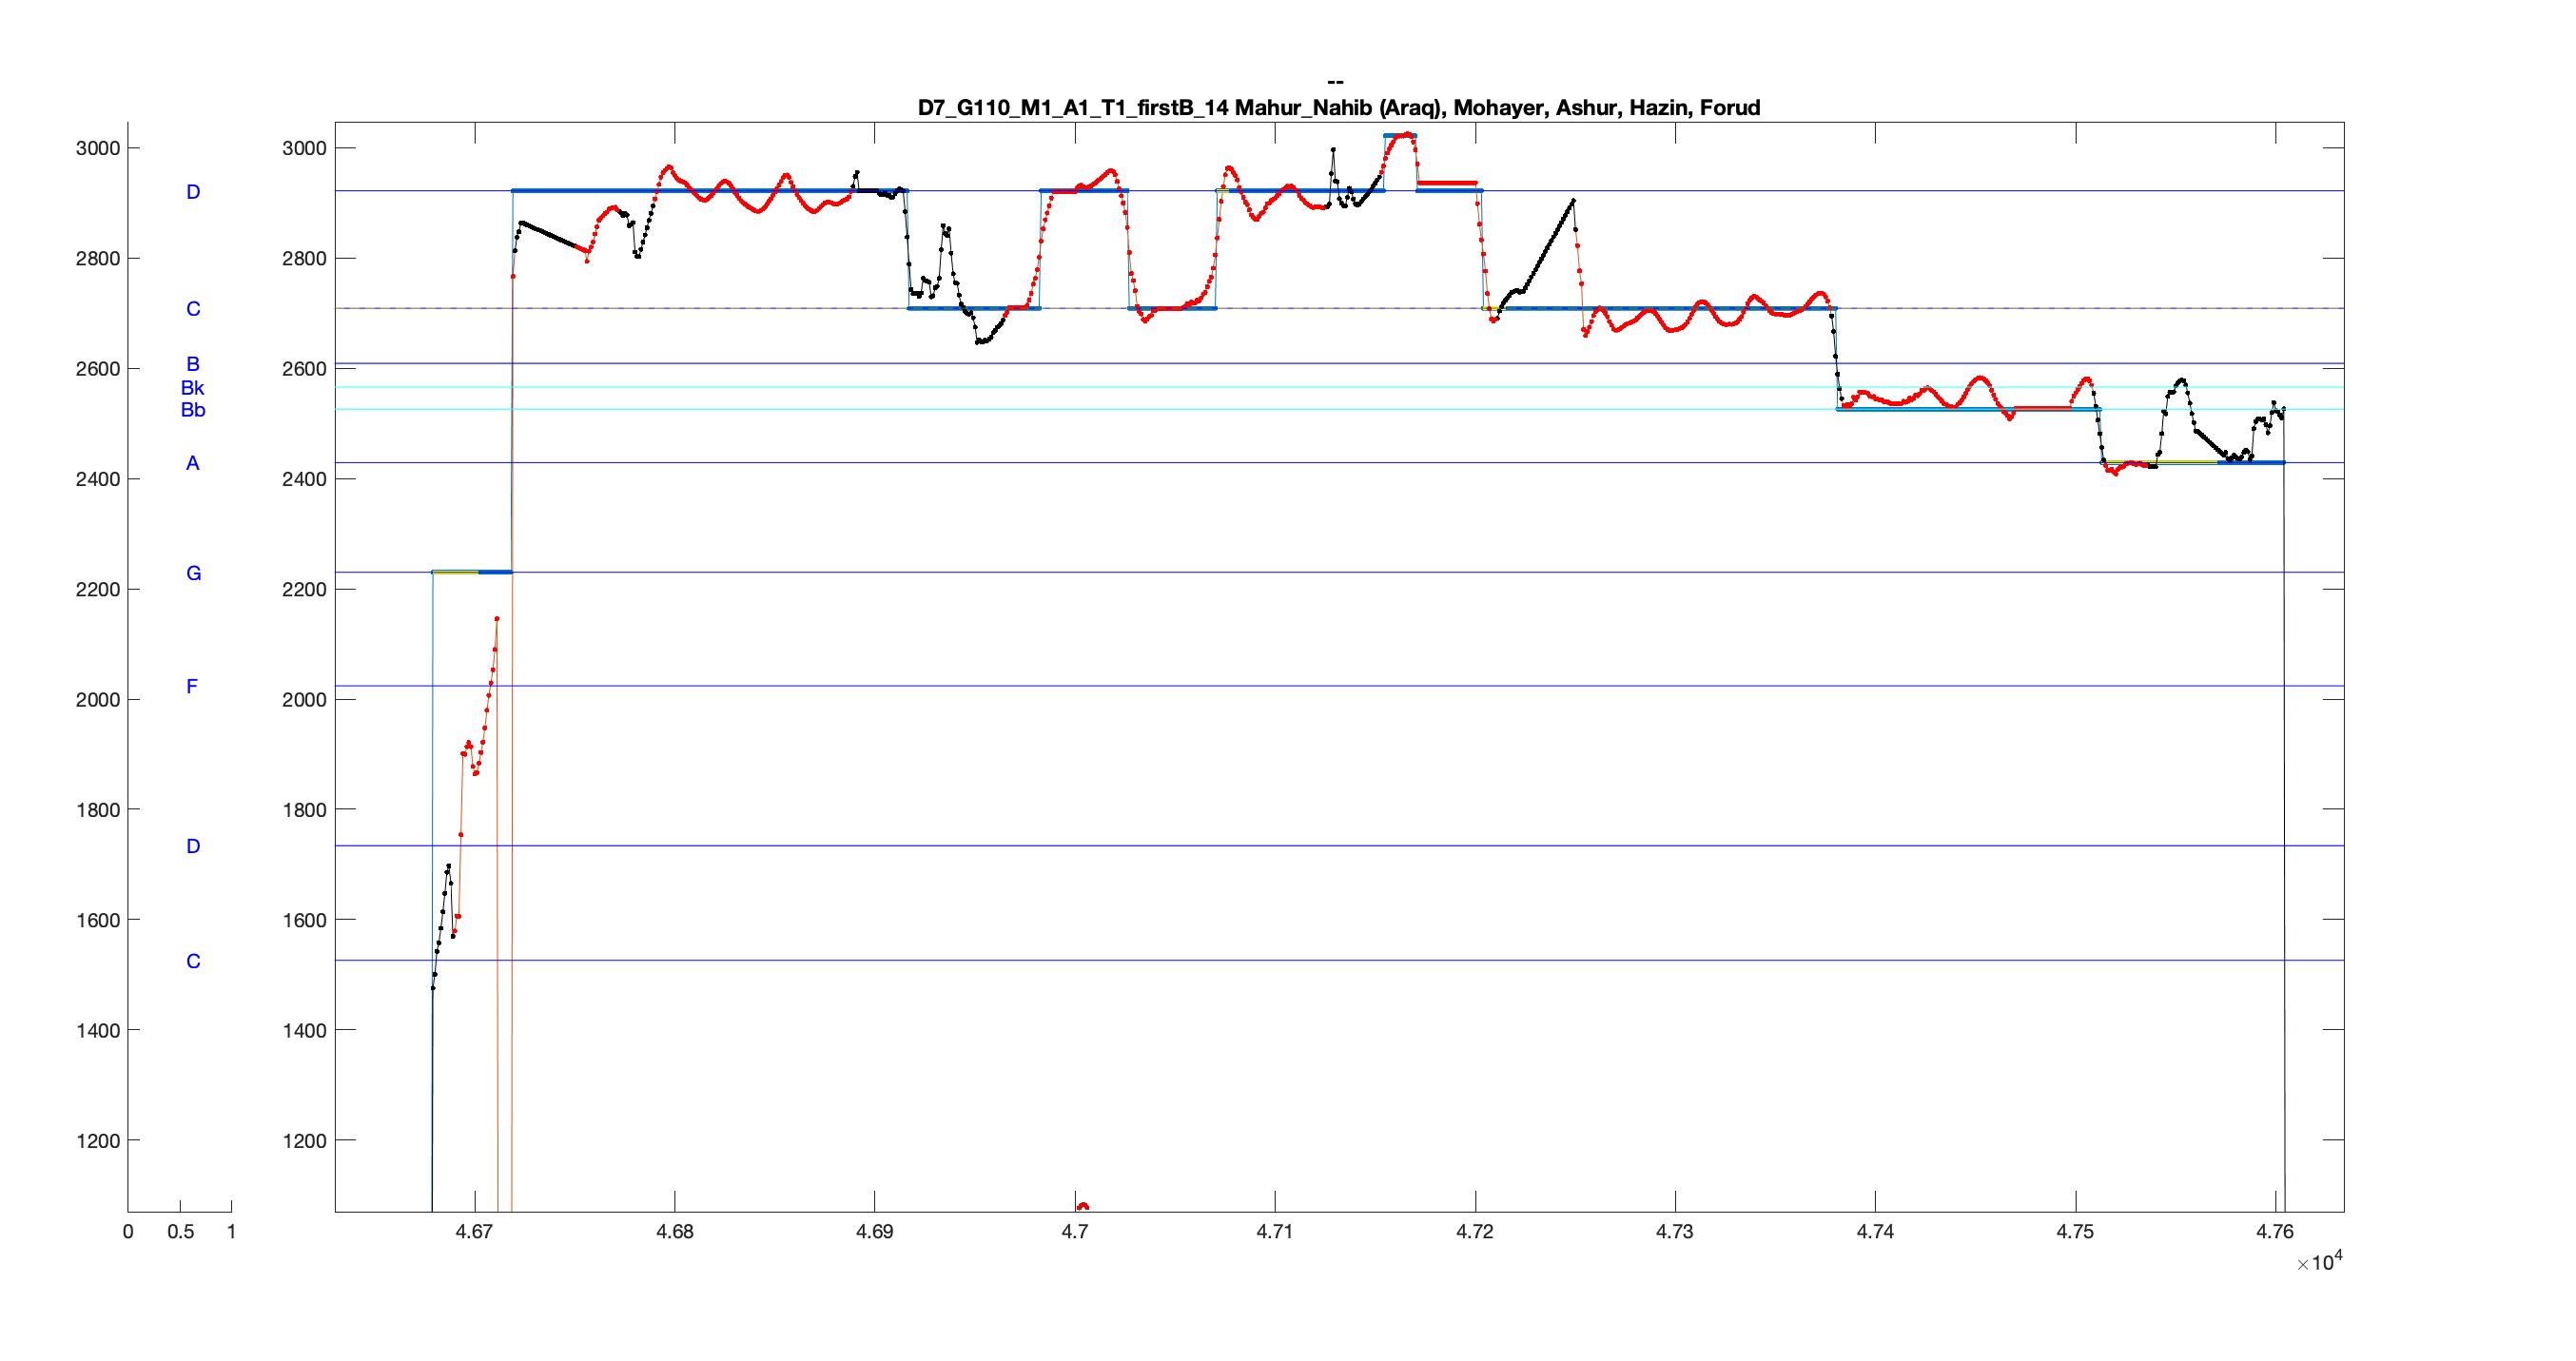 --
D7_G110_M1_A1_T1_firstB_14 Mahur_Nahib (Araq), Mohayer, Ashur, Hazin, Forud
3000 3000
D
2800 2800
C
2600 B 2600
Bk
Bb
A
2400 2400
G
2200 2200
F
2000 2000
1800 1800
D
1600 1600
C
1400 1400
1200 1200
0 0.5 1 4.67 4.68 4.69 4.7 4.71 4.72 4.73 4.74 4.75 4.76
×10⁴